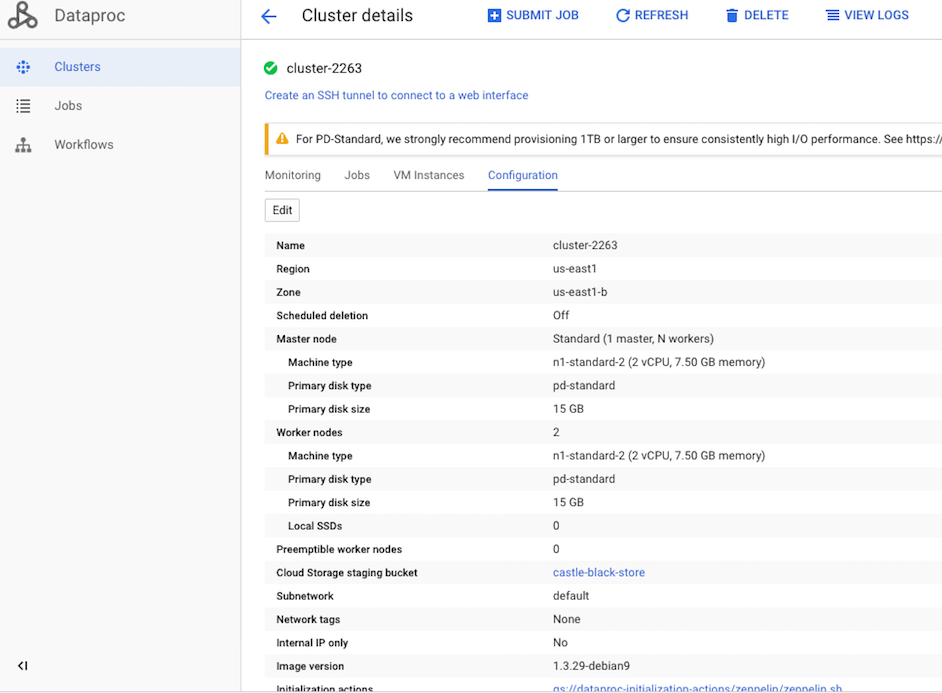 Dataproc
Cluster details
SUBMIT JOB
REFRESH
DELETE
VIEW LOGS
Clusters
Jobs
Workflows
cluster-2263
Create an SSH tunnel to connect to a web interface
For PD-Standard, we strongly recommend provisioning 1TB or larger to ensure consistently high I/O performance. See https://
Monitoring Jobs VM Instances Configuration
Edit
Name cluster-2263
Region us-east1
Zone us-east1-b
Scheduled deletion Off
Master node Standard (1 master, N workers)
Machine type n1-standard-2 (2 vCPU, 7.50 GB memory)
Primary disk type pd-standard
Primary disk size 15 GB
Worker nodes 2
Machine type n1-standard-2 (2 vCPU, 7.50 GB memory)
Primary disk type pd-standard
Primary disk size 15 GB
Local SSDs 0
Preemptible worker nodes 0
Cloud Storage staging bucket castle-black-store
Subnetwork default
Network tags None
Internal IP only No
Image version 1.3.29-debian9
Initialization actions gs://dataproc-initialization-actions/zeppelin/zeppelin.sh